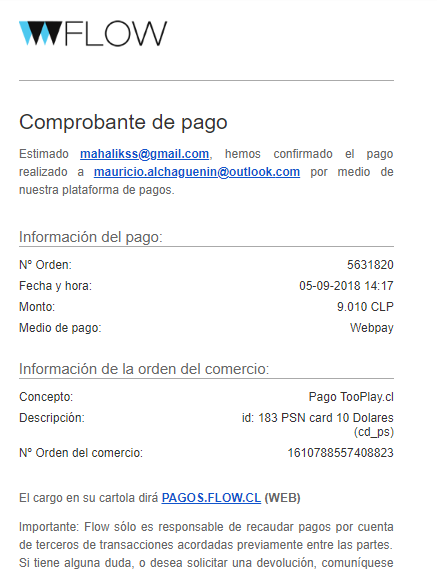 FLOW
Comprobante de pago
Estimado mahalikss@gmail.com, hemos confirmado el pago
realizado a mauricio.alchaguenin@outlook.com por medio de
nuestra plataforma de pagos.
Información del pago:
Nº Orden: 5631820
Fecha y hora: 05-09-2018 14:17
Monto: 9.010 CLP
Medio de pago: Webpay
Información de la orden del comercio:
Concepto: Pago TooPlay.cl
Descripción: id: 183 PSN card 10 Dolares
(cd_ps)
Nº Orden del comercio: 1610788557408823
El cargo en su cartola dirá PAGOS.FLOW.CL (WEB)
Importante: Flow sólo es responsable de recaudar pagos por cuenta
de terceros de transacciones acordadas previamente entre las partes.
Si tiene alguna duda, o desea solicitar una devolución, comuníquese